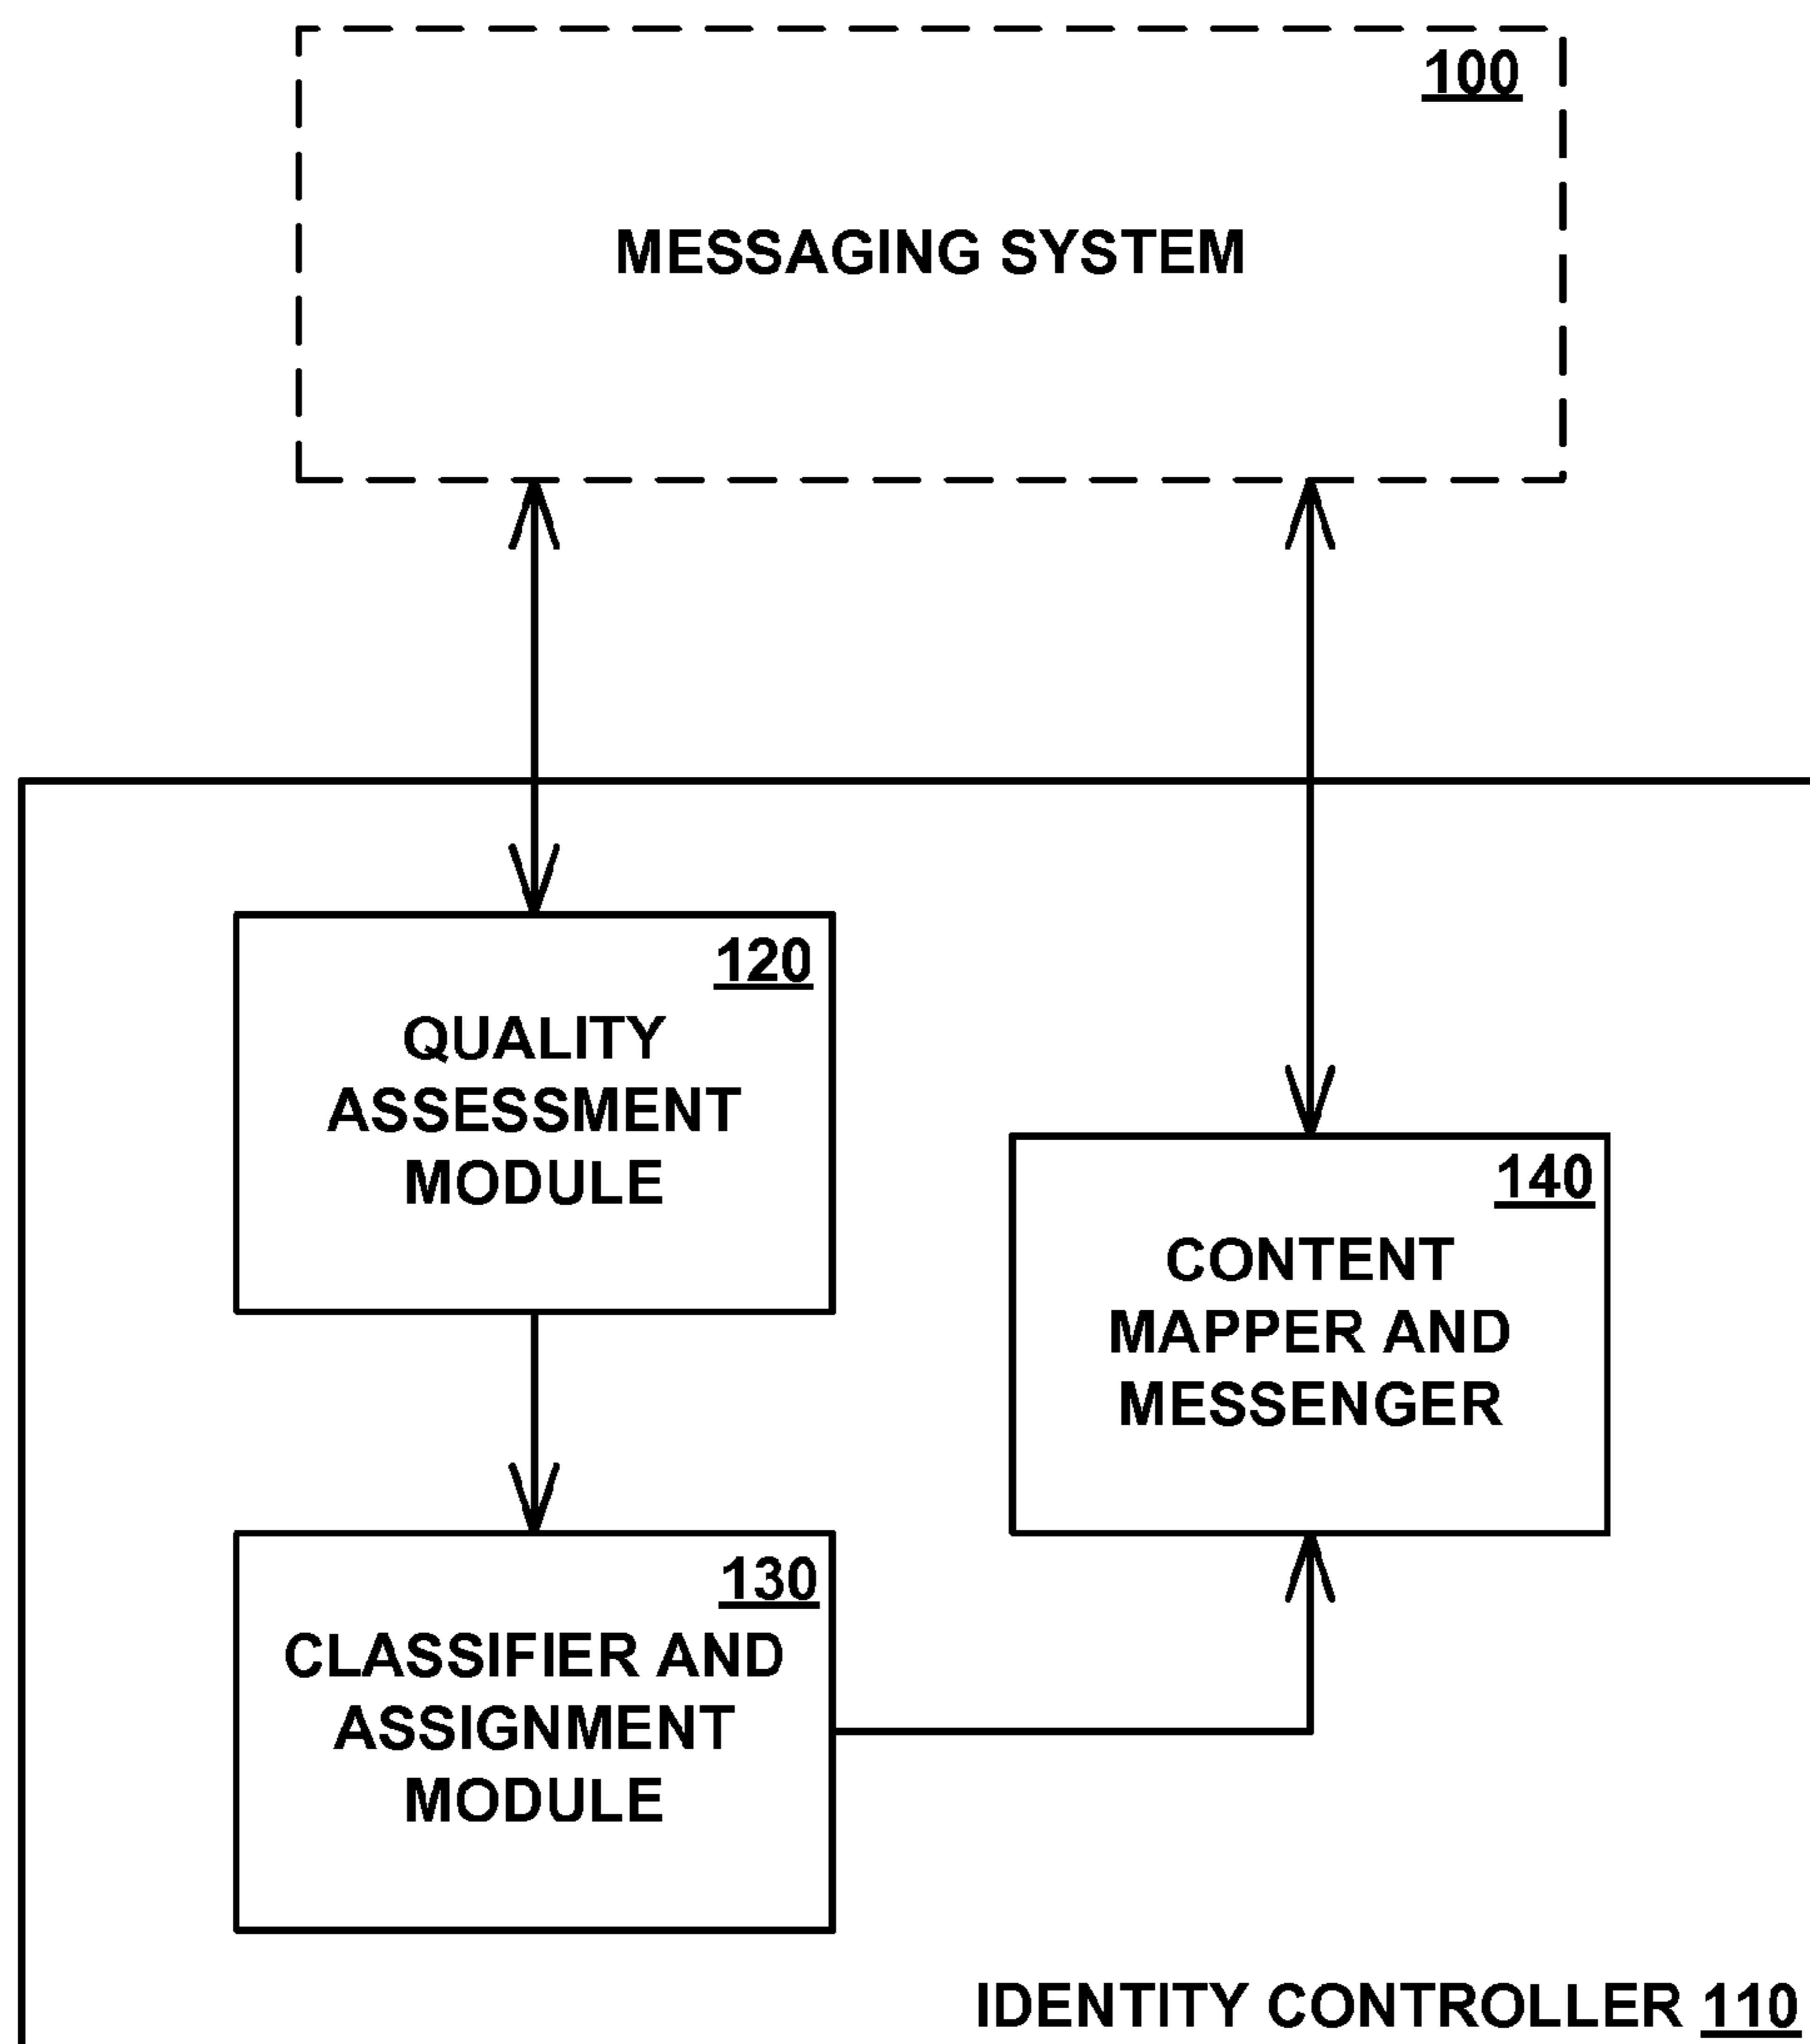 100
MESSAGING SYSTEM
120
QUALITY
ASSESSMENT
MODULE
140
CONTENT
MAPPER AND
MESSENGER
130
CLASSIFIER AND
ASSIGNMENT
MODULE
IDENTITY CONTROLLER 110